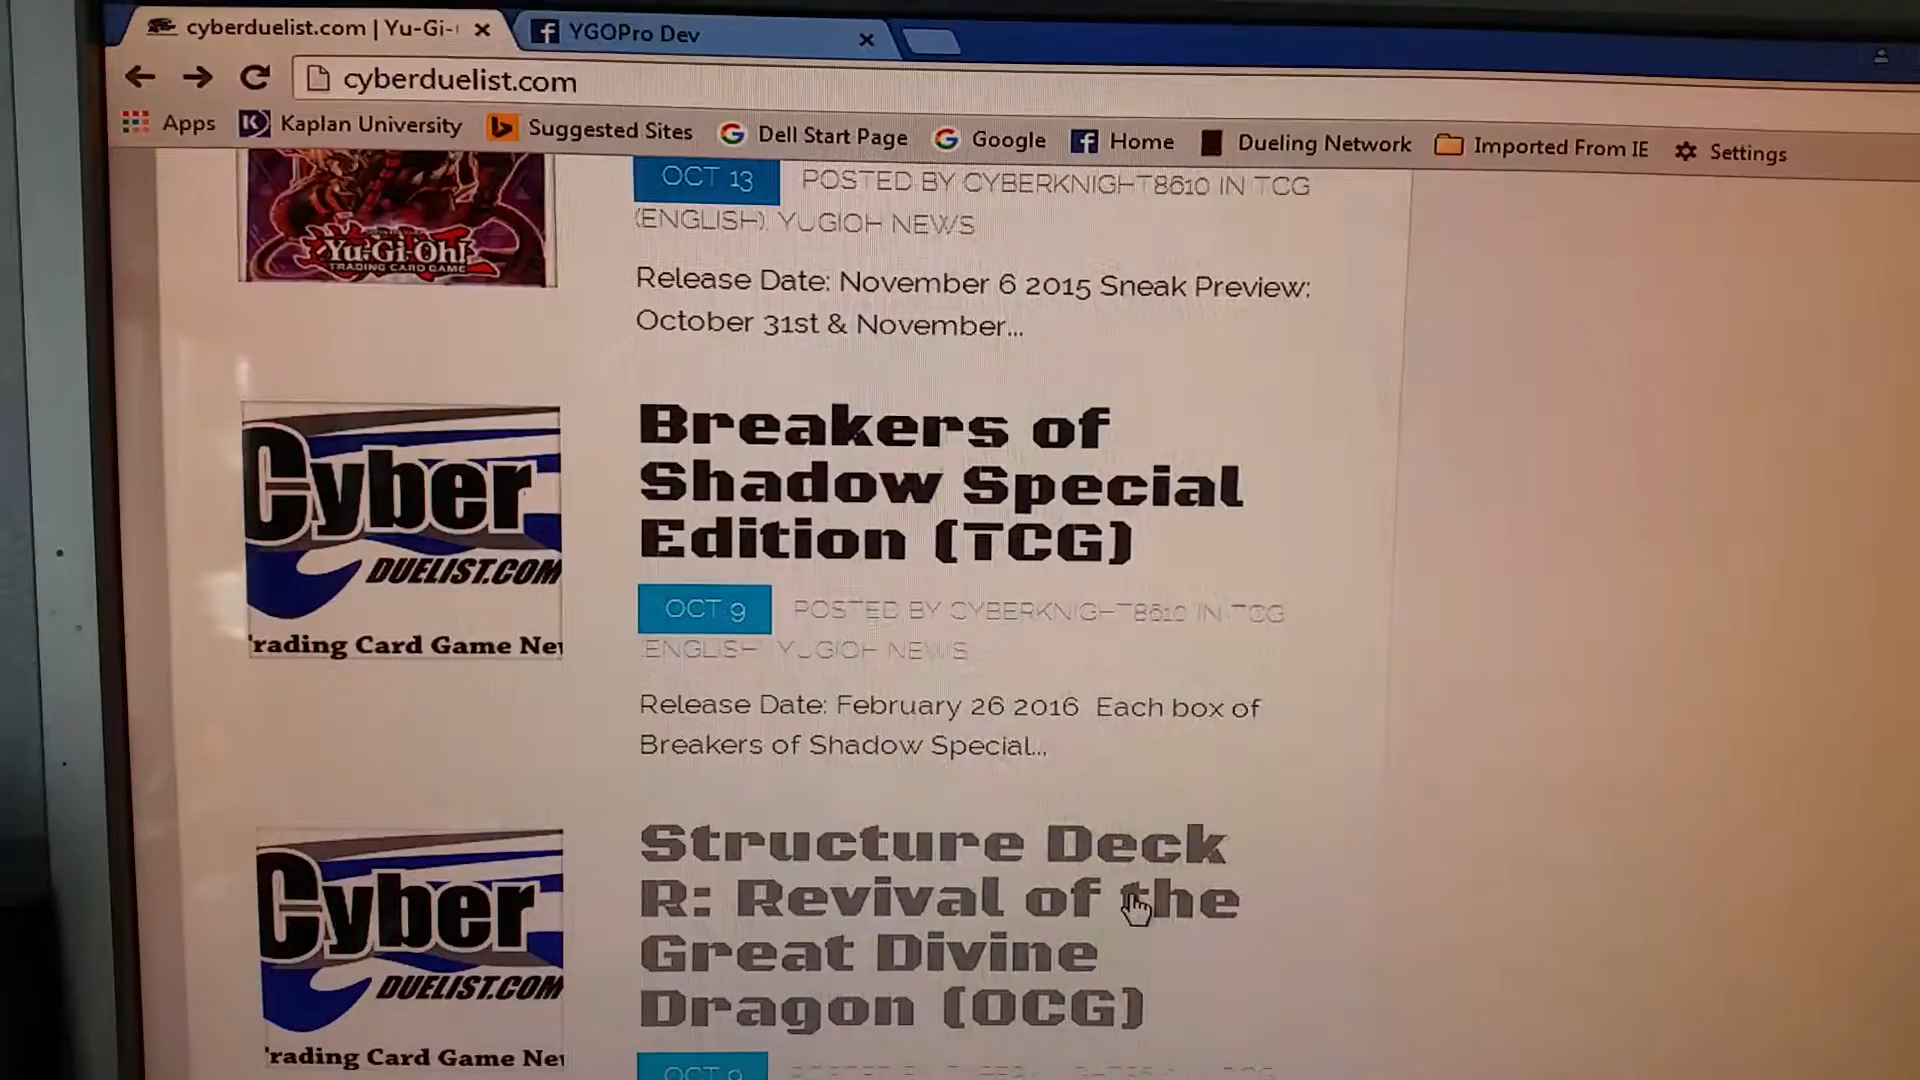 cyberduelist.com | Yu-Gi-
YGOPro Dev
cyberduelist.com
Apps Kaplan University Suggested Sites Dell Start Page Google Home Dueling Network Imported From IE Settings
Yu-Gi-Oh!
TRADING CARD GAME
OCT 13 POSTED BY CYBERKNIGHT8610 IN TCG
(ENGLISH), YUGIOH NEWS
Release Date: November 6 2015 Sneak Preview:
October 31st & November...
Cyber
DUELIST.COM
rading Card Game Ne
Breakers of
Shadow Special
Edition (TCG)
OCT 9 POSTED BY CYBERKNIGHT8610 IN TCG
(ENGLISH), YUGIOH NEWS
Release Date: February 26 2016 Each box of
Breakers of Shadow Special...
Cyber
DUELIST.COM
rading Card Game Ne
Structure Deck
R: Revival of the
Great Divine
Dragon (OCG)
OCT 9